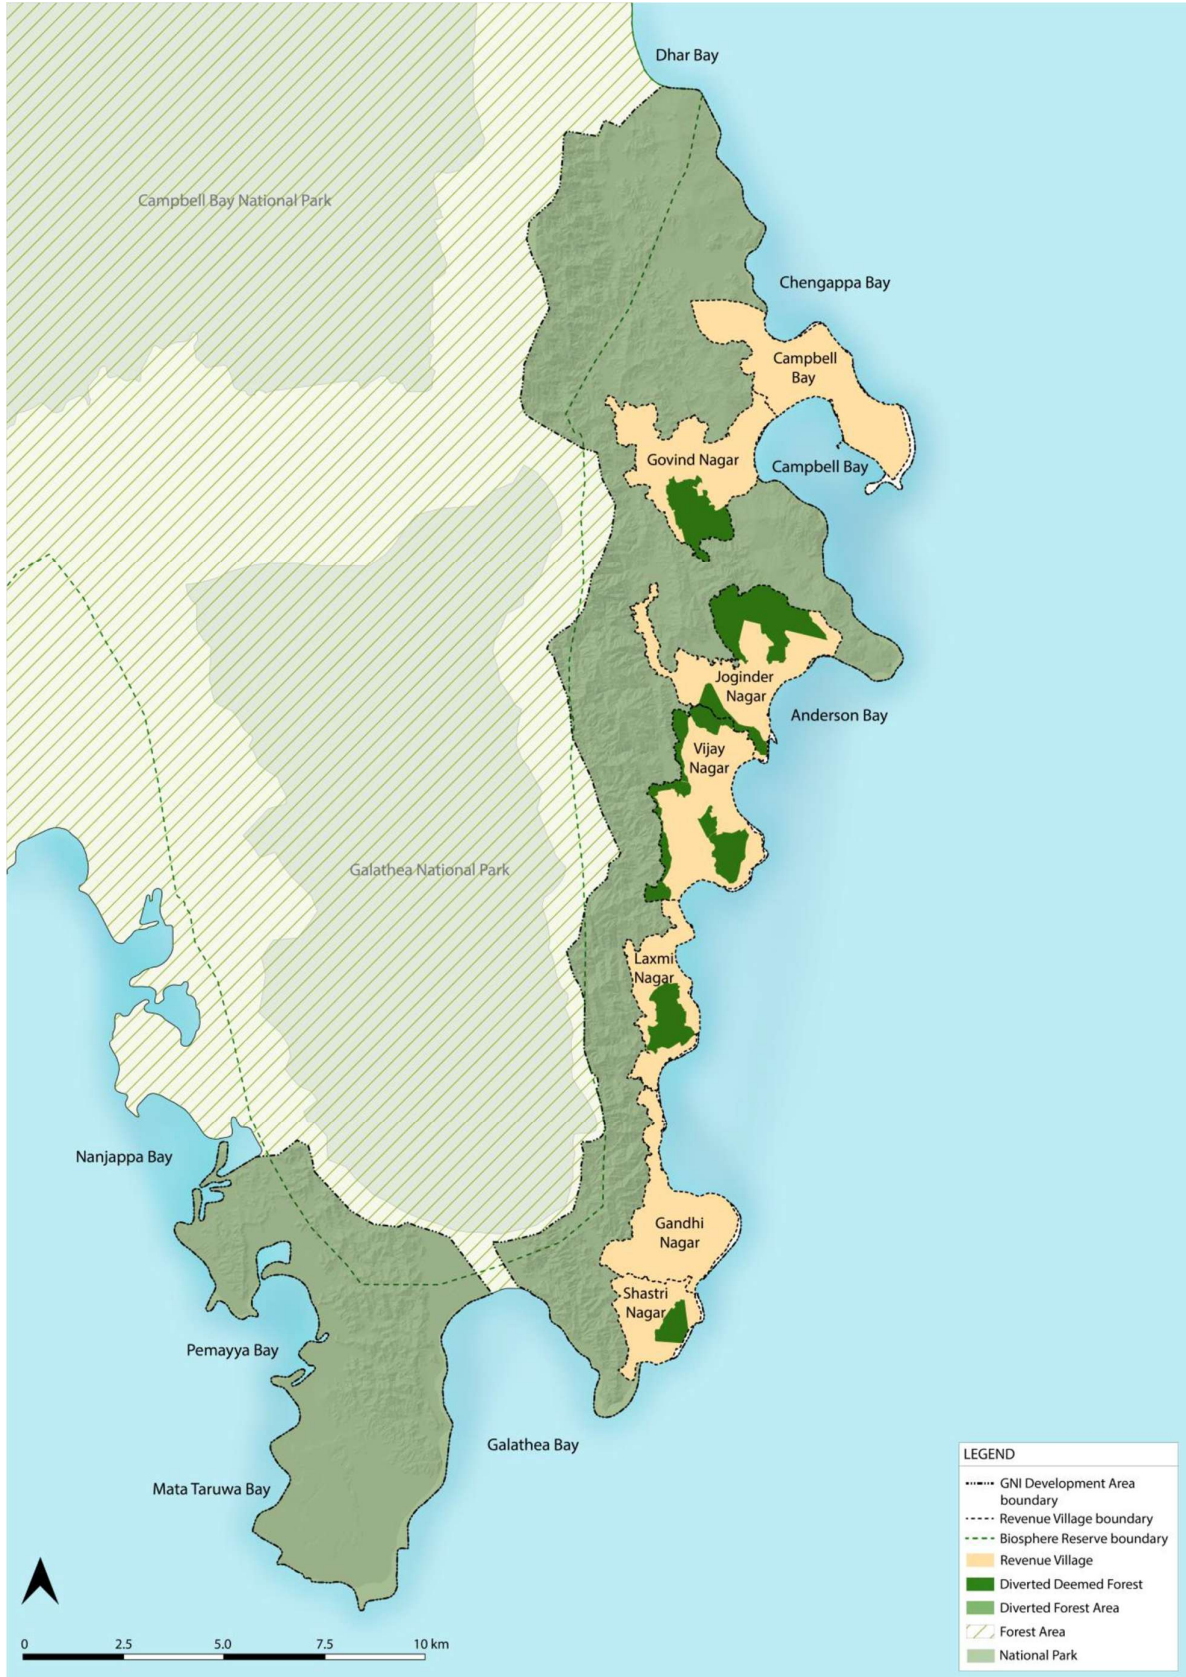 Dhar Bay
Campbell Bay National Park
Chengappa Bay
Campbell
Bay
Govind Nagar
Campbell Bay
Joginder
Nagar
Anderson Bay
Vijay
Nagar
Galathea National Park
Laxmi
Nagar
Nanjappa Bay
Gandhi
Nagar
Shastri
Nagar
Pemayya Bay
Galathea Bay
Mata Taruwa Bay
LEGEND
GNI Development Area
boundary
Revenue Village boundary
Biosphere Reserve boundary
Revenue Village
Diverted Deemed Forest
Diverted Forest Area
Forest Area
National Park
0 2.5 5.0 7.5 10 km